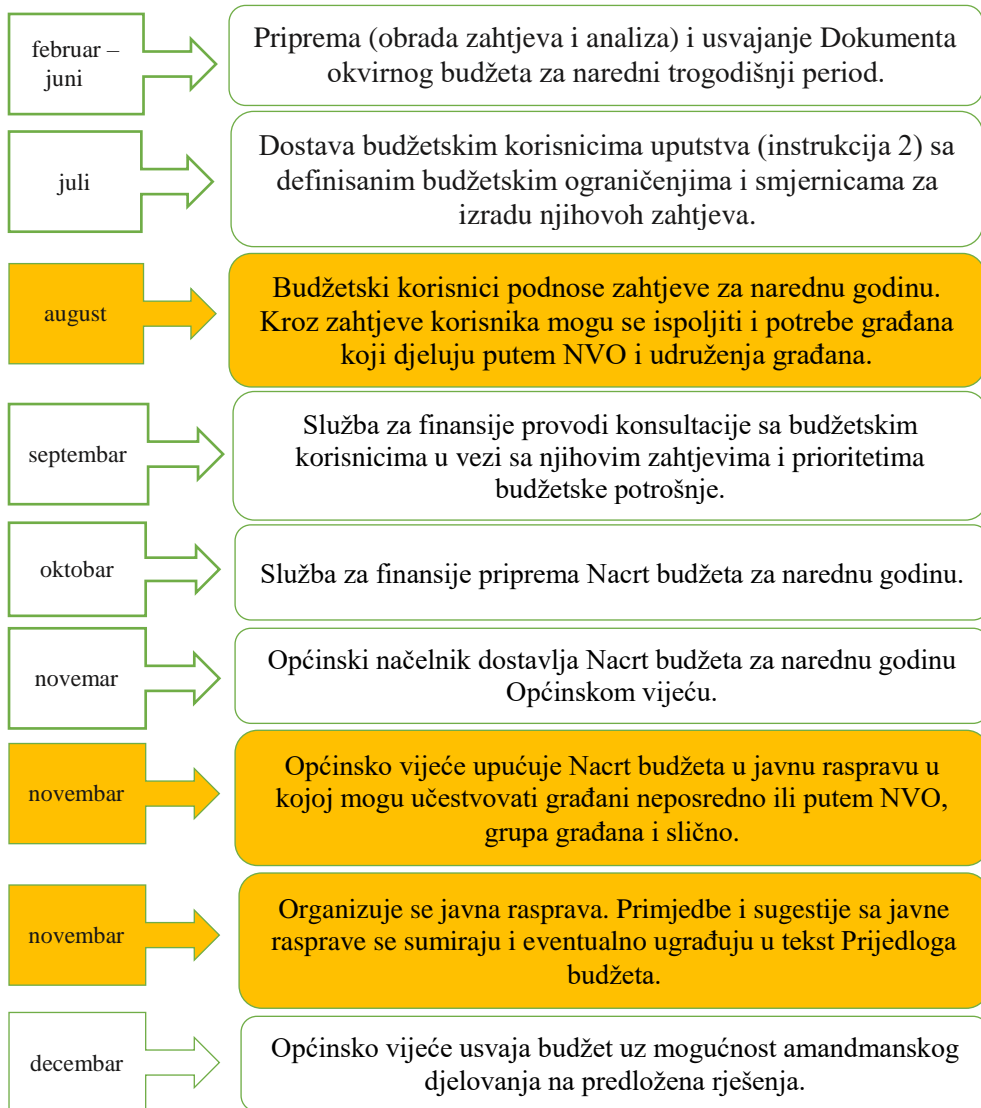 februar –
juni
Priprema (obrada zahtjeva i analiza) i usvajanje Dokumenta
okvirnog budžeta za naredni trogodišnji period.
juli
Dostava budžetskim korisnicima uputstva (instrukcija 2) sa
definisanim budžetskim ograničenjima i smjernicama za
izradu njihovoh zahtjeva.
august
Budžetski korisnici podnose zahtjeve za narednu godinu.
Kroz zahtjeve korisnika mogu se ispoljiti i potrebe građana
koji djeluju putem NVO i udruženja građana.
septembar
Služba za finansije provodi konsultacije sa budžetskim
korisnicima u vezi sa njihovim zahtjevima i prioritetima
budžetske potrošnje.
oktobar
Služba za finansije priprema Nacrt budžeta za narednu godinu.
novemar
Općinski načelnik dostavlja Nacrt budžeta za narednu godinu
Općinskom vijeću.
novembar
Općinsko vijeće upućuje Nacrt budžeta u javnu raspravu u
kojoj mogu učestvovati građani neposredno ili putem NVO,
grupa građana i slično.
novembar
Organizuje se javna rasprava. Primjedbe i sugestije sa javne
rasprave se sumiraju i eventualno ugrađuju u tekst Prijedloga
budžeta.
decembar
Općinsko vijeće usvaja budžet uz mogućnost amandmanskog
djelovanja na predložena rješenja.